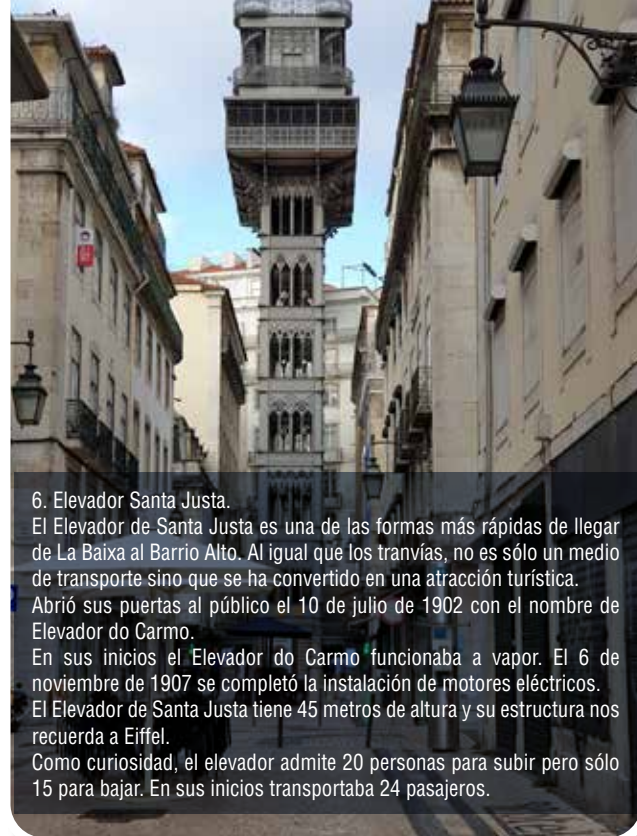 6. Elevador Santa Justa.
El Elevador de Santa Justa es una de las formas más rápidas de llegar
de La Baixa al Barrio Alto. Al igual que los tranvías, no es sólo un medio
de transporte sino que se ha convertido en una atracción turística.
Abrió sus puertas al público el 10 de julio de 1902 con el nombre de
Elevador do Carmo.
En sus inicios el Elevador do Carmo funcionaba a vapor. El 6 de
noviembre de 1907 se completó la instalación de motores eléctricos.
El Elevador de Santa Justa tiene 45 metros de altura y su estructura nos
recuerda a Eiffel.
Como curiosidad, el elevador admite 20 personas para subir pero sólo
15 para bajar. En sus inicios transportaba 24 pasajeros.